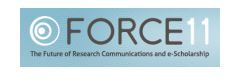 FORCE11
The Future of Research Communications and e-Scholarship